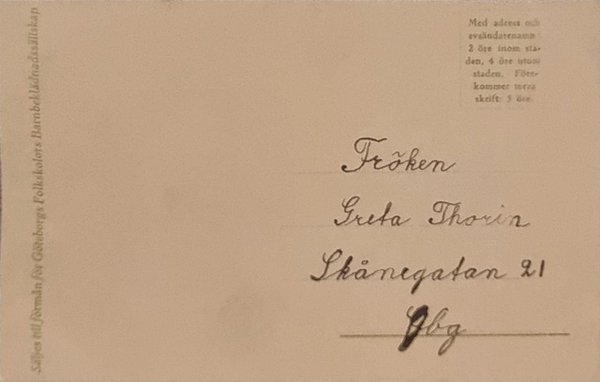 Säljes till förmån för Göteborgs Folkskolors Barnbeklädnadssällskap
Med adress och
avsändarenamn
2 öre inom sta-
den, 4 öre utom
staden. Före-
kommer mera
skrift: 5 öre.
Fröken
Greta Thorin
Skånegatan 21
Gbg